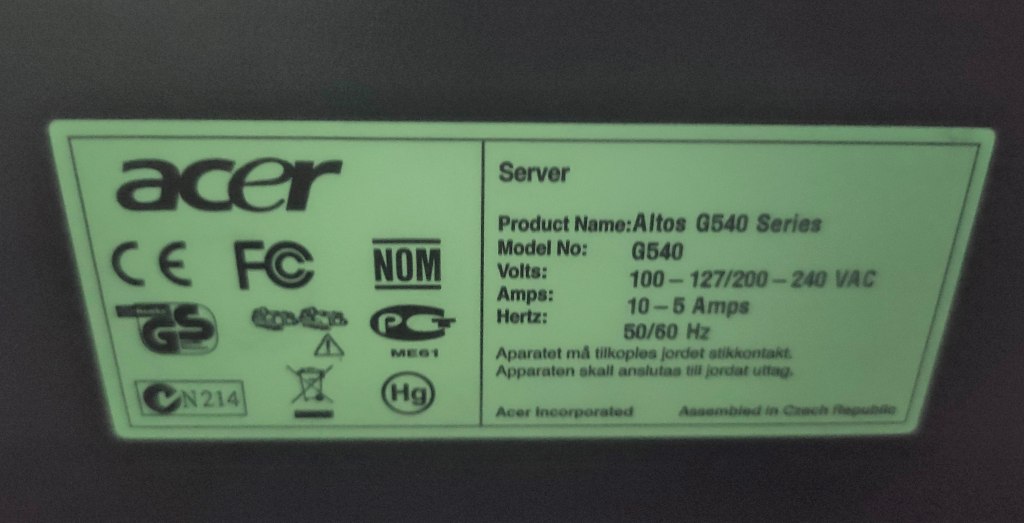 acer
CE FC NOM
GS PG
ME61
N214 Hg
Server
Product Name: Altos G540 Series
Model No: G540
Volts: 100 – 127/200 – 240 VAC
Amps: 10 – 5 Amps
Hertz: 50/60 Hz
Aparatet må tilkoples jordet stikkontakt.
Apparaten skall anslutas till jordat uttag.
Acer Incorporated Assembled in Czech Republic